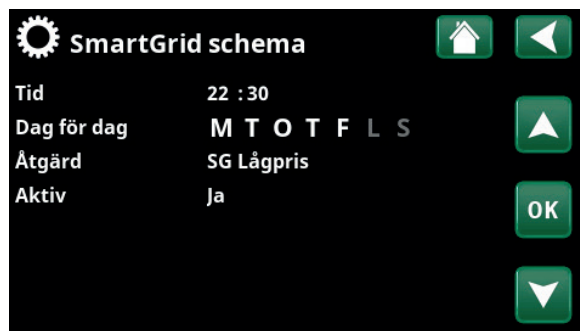 SmartGrid schema
Tid 22 :30
Dag för dag M T O T F L S
Åtgärd SG Lågpris
Aktiv Ja
OK